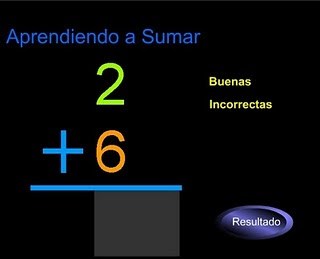 Aprendiendo a Sumar
2
Buenas
Incorrectas
+ 6
Resultado